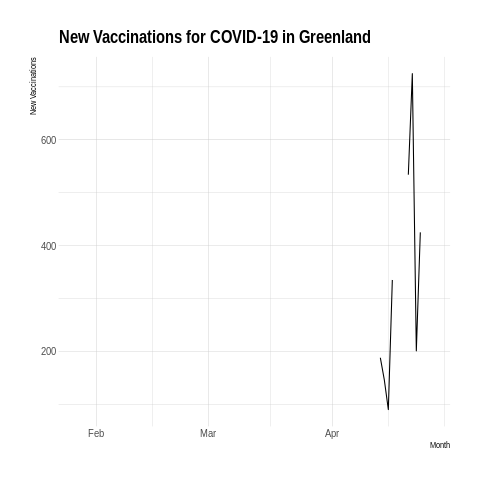 New Vaccinations for COVID-19 in Greenland
New Vaccinations
600
400
200
Feb
Mar
Apr
Month